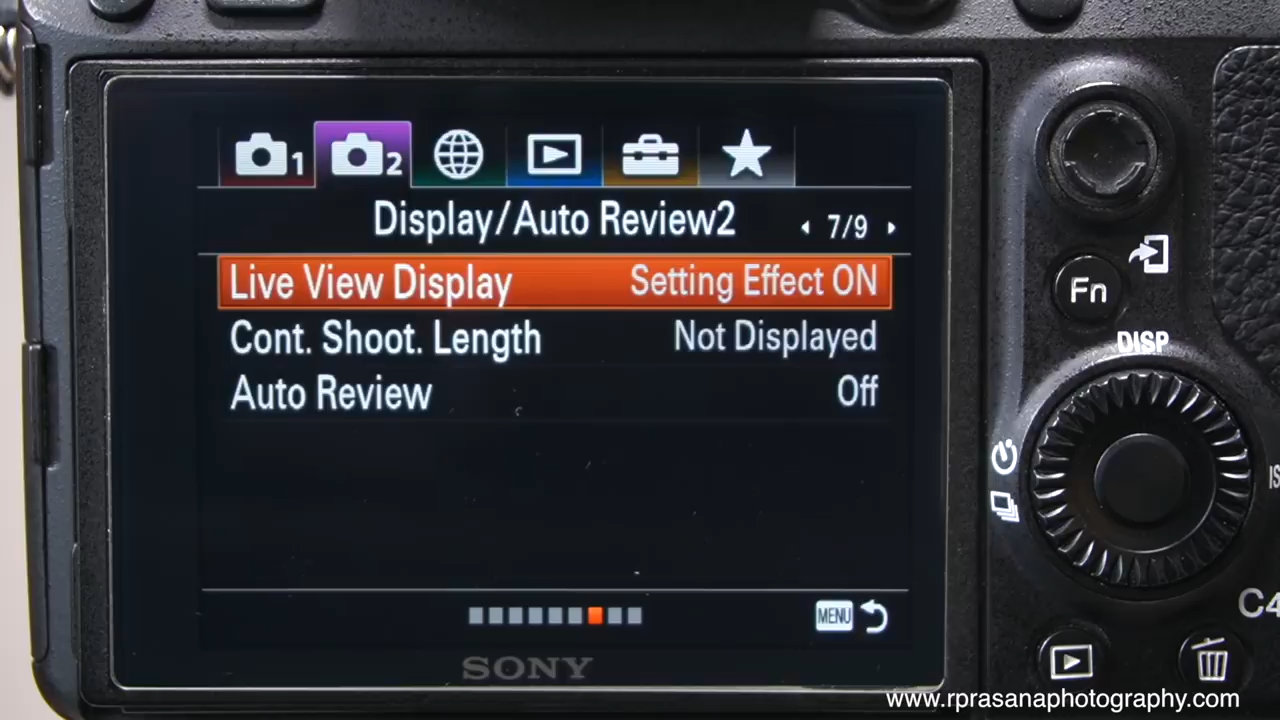 1 2
Display/Auto Review2 7/9
Live View Display Setting Effect ON
Cont. Shoot. Length Not Displayed
Auto Review Off
MENU
SONY
Fn
DISP
C4
www.rprasanaphotography.com